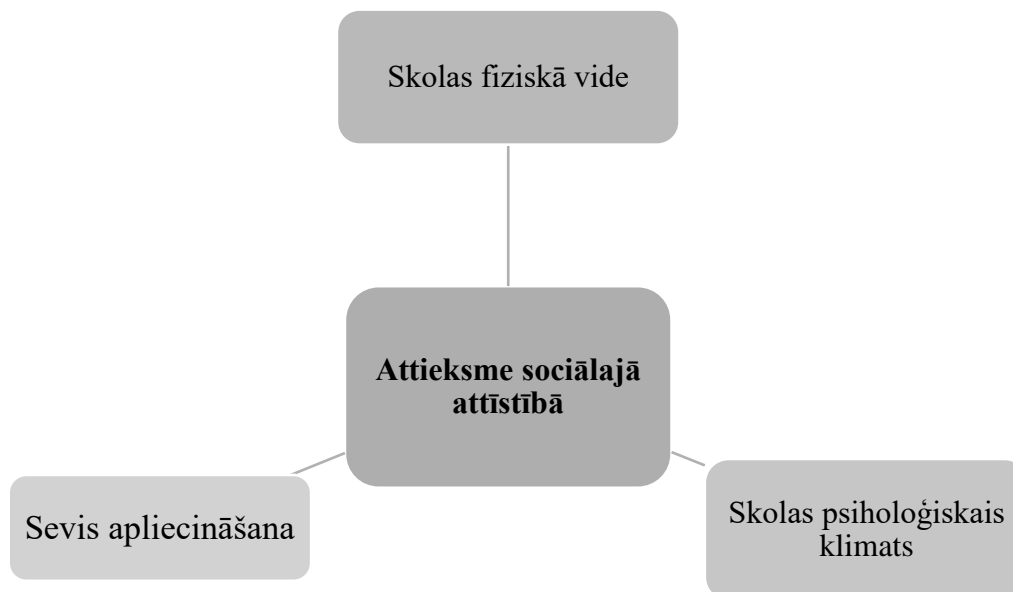 Skolas fiziskā vide
Attieksme sociālajā
attīstībā
Sevis apliecināšana
Skolas psiholoģiskais
klimats